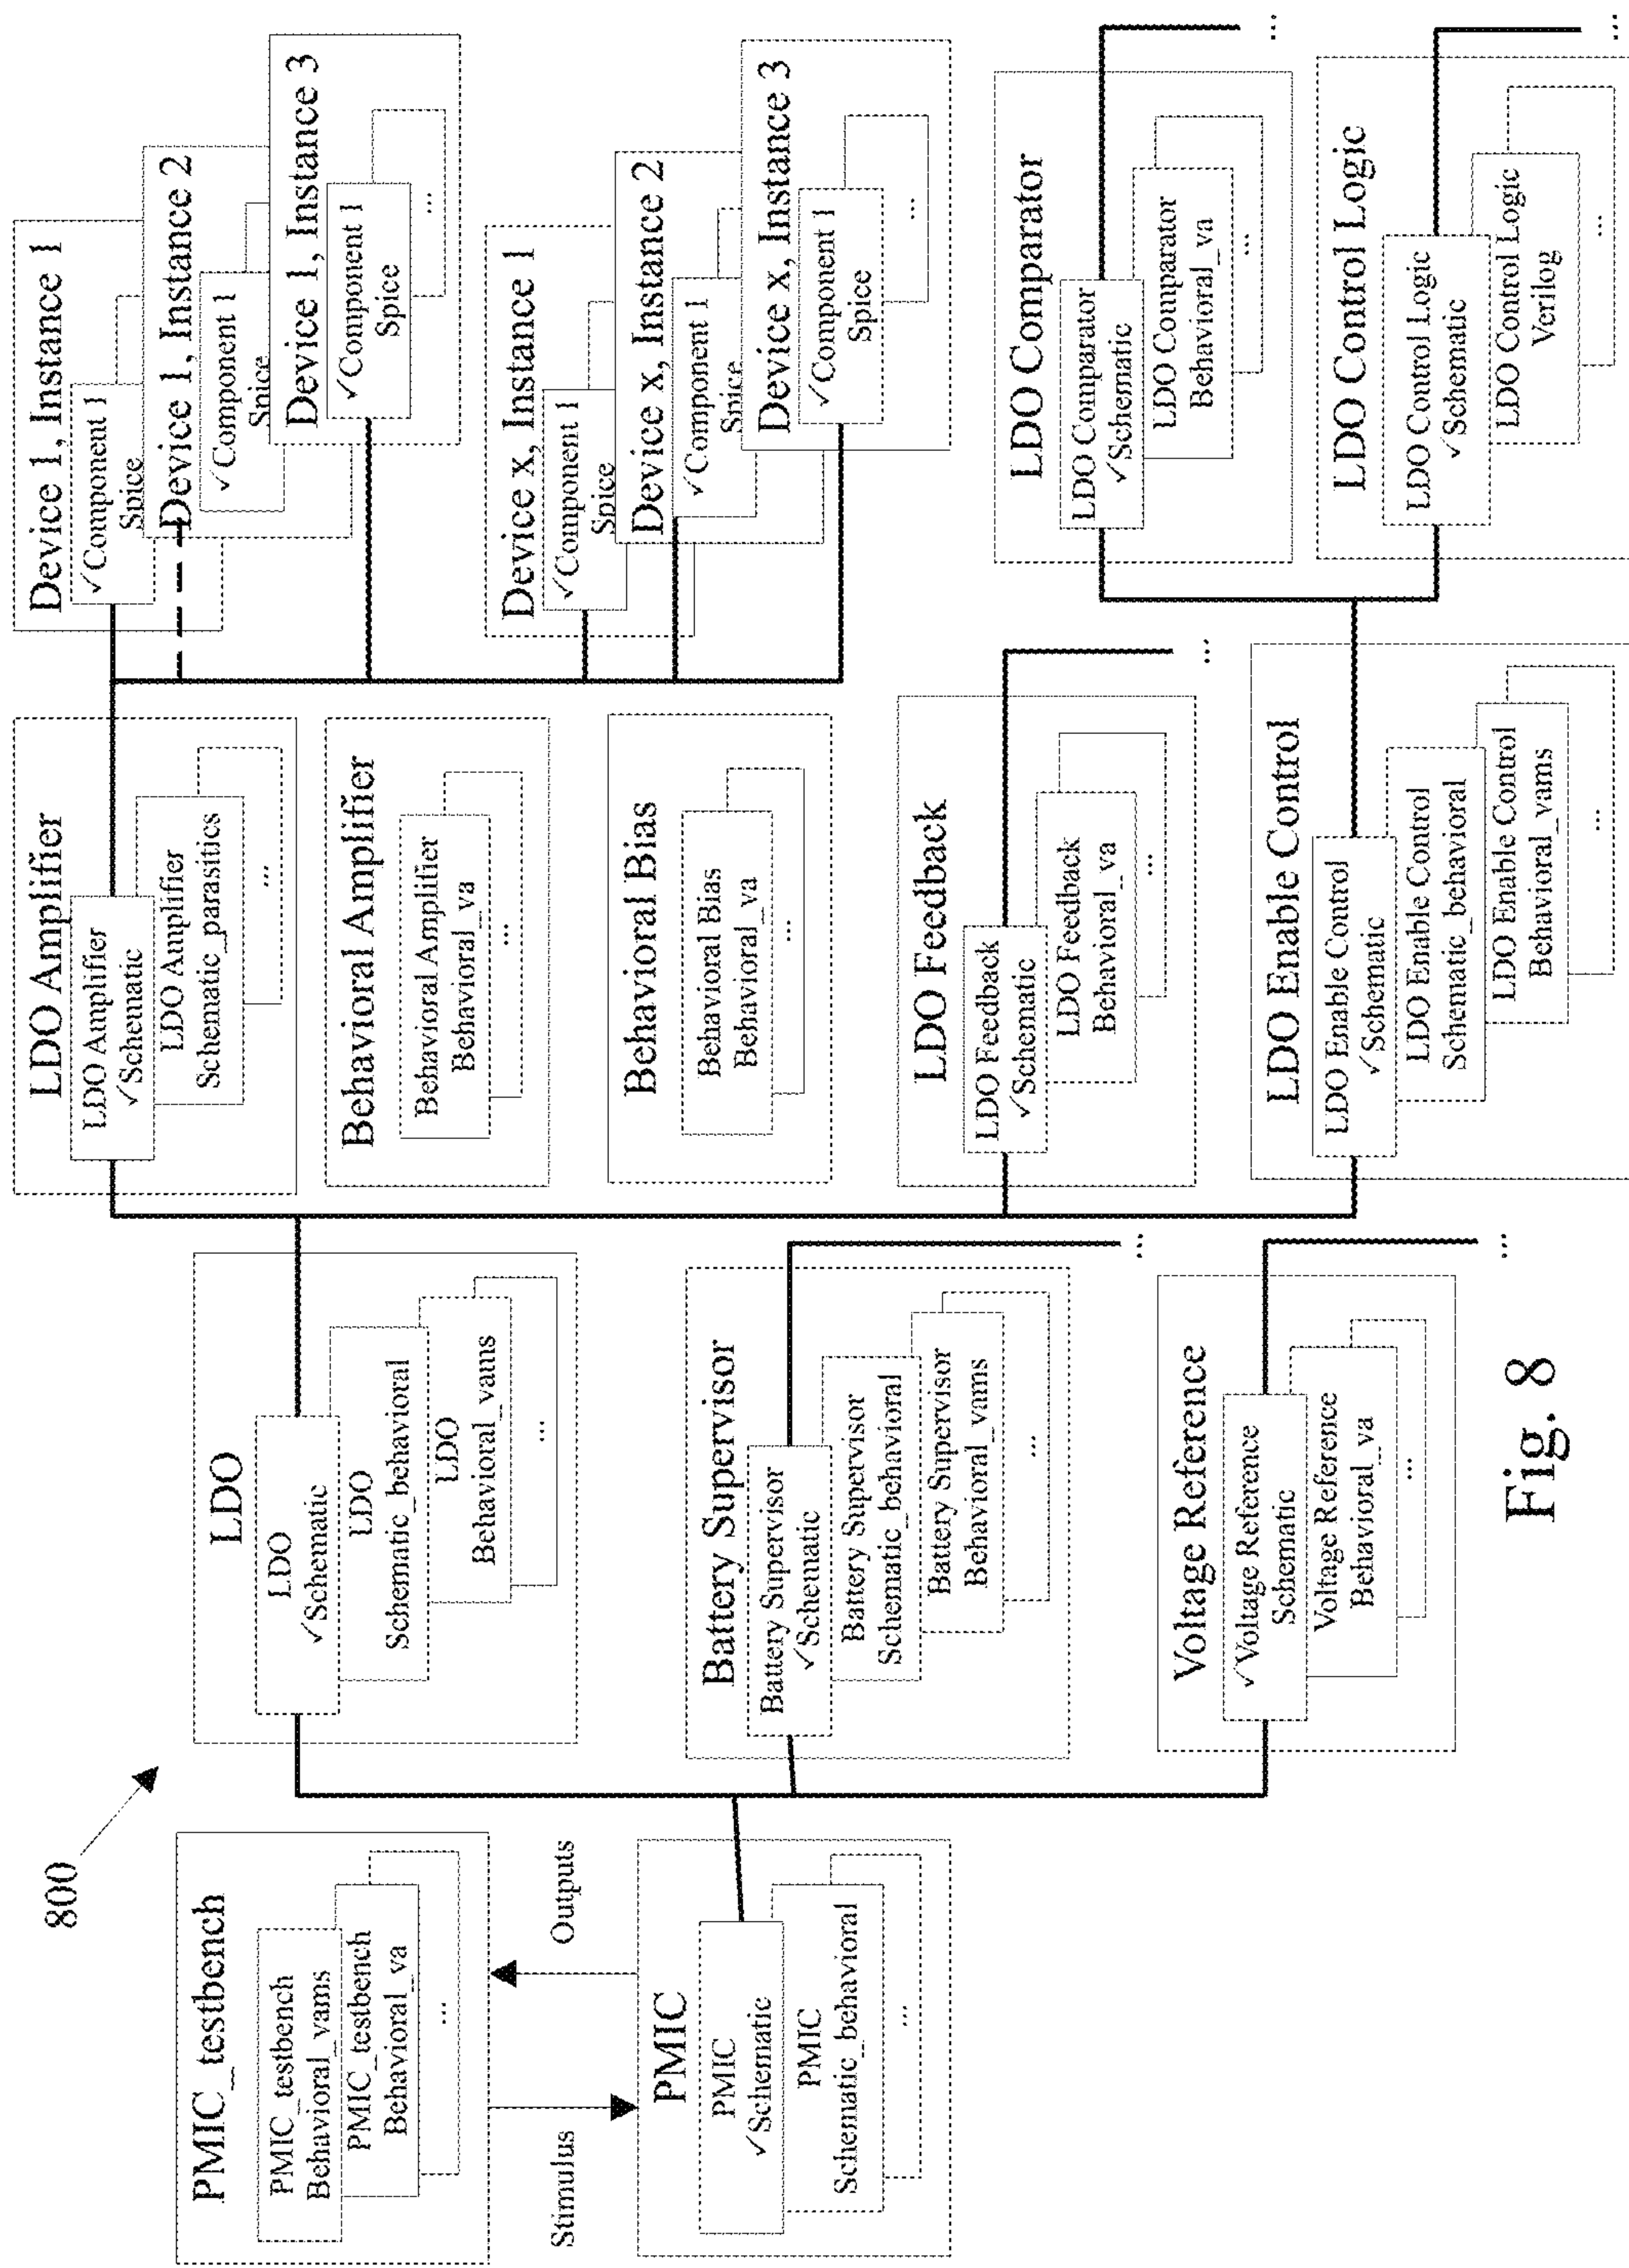 800
PMIC_testbench
PMIC_testbench
Behavioral_vams
PMIC_testbench
Behavioral_va
...
Stimulus
Outputs
PMIC
PMIC
✓Schematic
PMIC
Schematic_behavioral
...
LDO
LDO
✓Schematic
LDO
Schematic_behavioral
LDO
Behavioral_vams
...
Battery Supervisor
Battery Supervisor
✓Schematic
Battery Supervisor
Schematic_behavioral
Battery Supervisor
Behavioral_vams
...
...
Voltage Reference
✓Voltage Reference
Schematic
Voltage Reference
Behavioral_va
...
...
LDO Amplifier
LDO Amplifier
✓Schematic
LDO Amplifier
Schematic_parasitics
...
Behavioral Amplifier
Behavioral Amplifier
Behavioral_va
...
Behavioral Bias
Behavioral Bias
Behavioral_va
...
LDO Feedback
LDO Feedback
✓Schematic
LDO Feedback
Behavioral_va
...
...
LDO Enable Control
LDO Enable Control
✓Schematic
LDO Enable Control
Schematic_behavioral
LDO Enable Control
Behavioral_vams
...
Device 1, Instance 1
✓Component 1
Spice
Device 1, Instance 2
✓Component 1
Spice
Device 1, Instance 3
✓Component 1
Spice
...
Device x, Instance 1
✓Component 1
Spice
Device x, Instance 2
✓Component 1
Spice
Device x, Instance 3
✓Component 1
Spice
...
LDO Comparator
LDO Comparator
✓Schematic
LDO Comparator
Behavioral_va
...
...
LDO Control Logic
LDO Control Logic
✓Schematic
LDO Control Logic
Verilog
...
...
Fig. 8